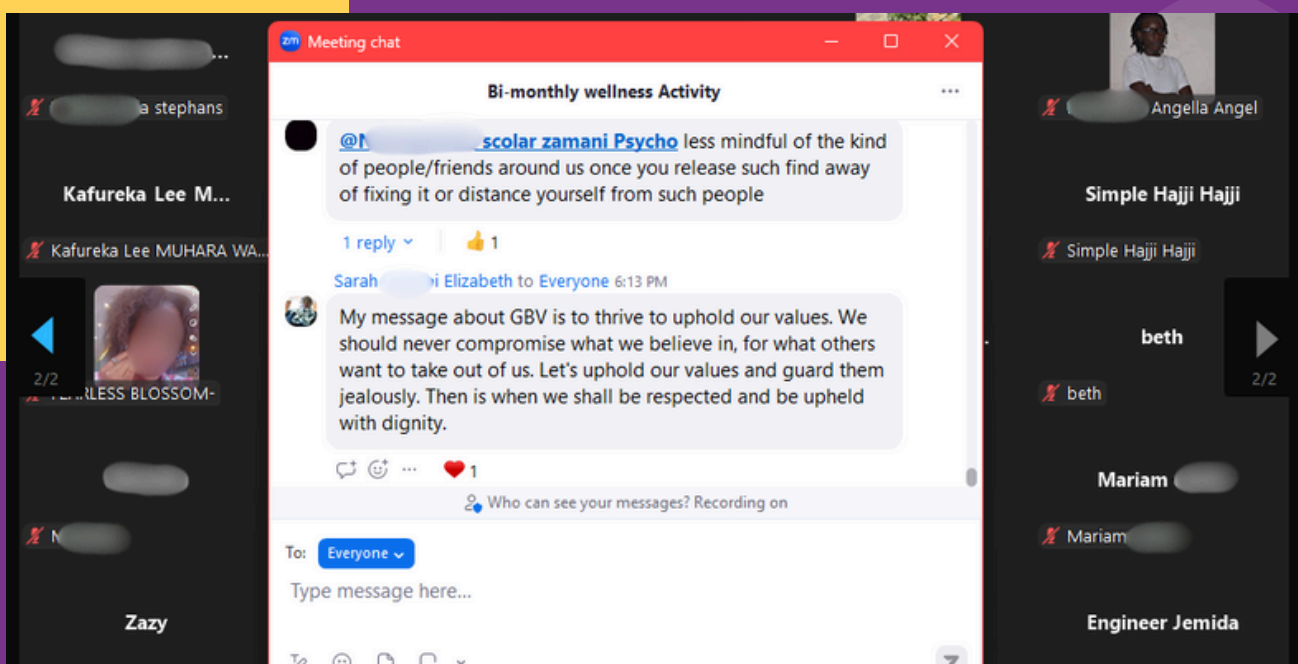 ...
a stephans
Kafureka Lee M...
Kafureka Lee MUHARA WA...
2/2
RLESS BLOSSOM-
N
Zazy
zm Meeting chat
Bi-monthly wellness Activity
@N scolar zamani Psycho less mindful of the kind
of people/friends around us once you release such find away
of fixing it or distance yourself from such people
1 reply 1
Sarah i Elizabeth to Everyone 6:13 PM
My message about GBV is to thrive to uphold our values. We
should never compromise what we believe in, for what others
want to take out of us. Let's uphold our values and guard them
jealously. Then is when we shall be respected and be upheld
with dignity.
1
Who can see your messages? Recording on
To: Everyone
Type message here...
Angella Angel
Simple Hajji Hajji
Simple Hajji Hajji
beth
2/2
beth
Mariam
Mariam
Engineer Jemida